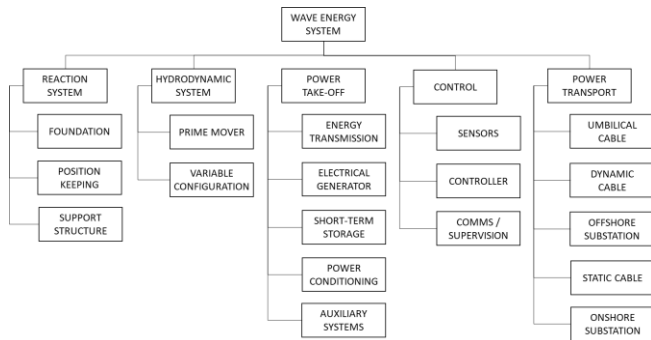 WAVE ENERGY
SYSTEM
REACTION
SYSTEM
FOUNDATION
POSITION
KEEPING
SUPPORT
STRUCTURE
HYDRODYNAMIC
SYSTEM
PRIME MOVER
VARIABLE
CONFIGURATION
POWER
TAKE-OFF
ENERGY
TRANSMISSION
ELECTRICAL
GENERATOR
SHORT-TERM
STORAGE
POWER
CONDITIONING
AUXILIARY
SYSTEMS
CONTROL
SENSORS
CONTROLLER
COMMS /
SUPERVISION
POWER
TRANSPORT
UMBILICAL
CABLE
DYNAMIC
CABLE
OFFSHORE
SUBSTATION
STATIC CABLE
ONSHORE
SUBSTATION